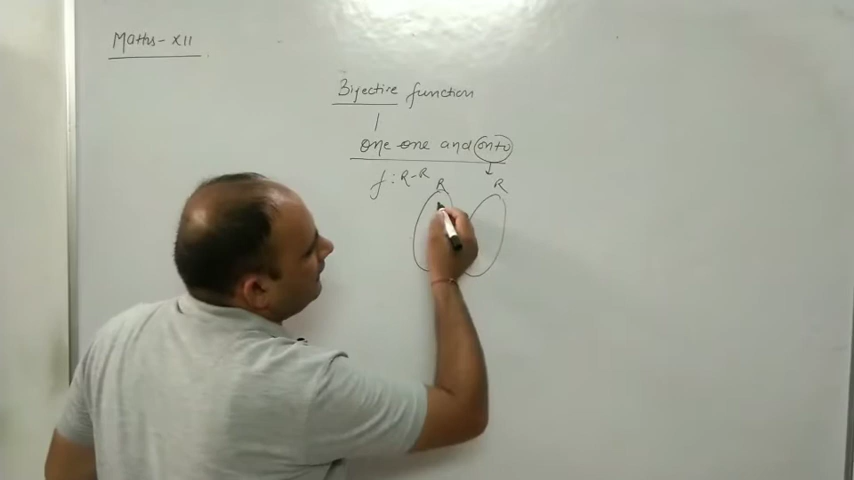 Maths - XII
Bijective function
one one and onto
f : R - R
R R